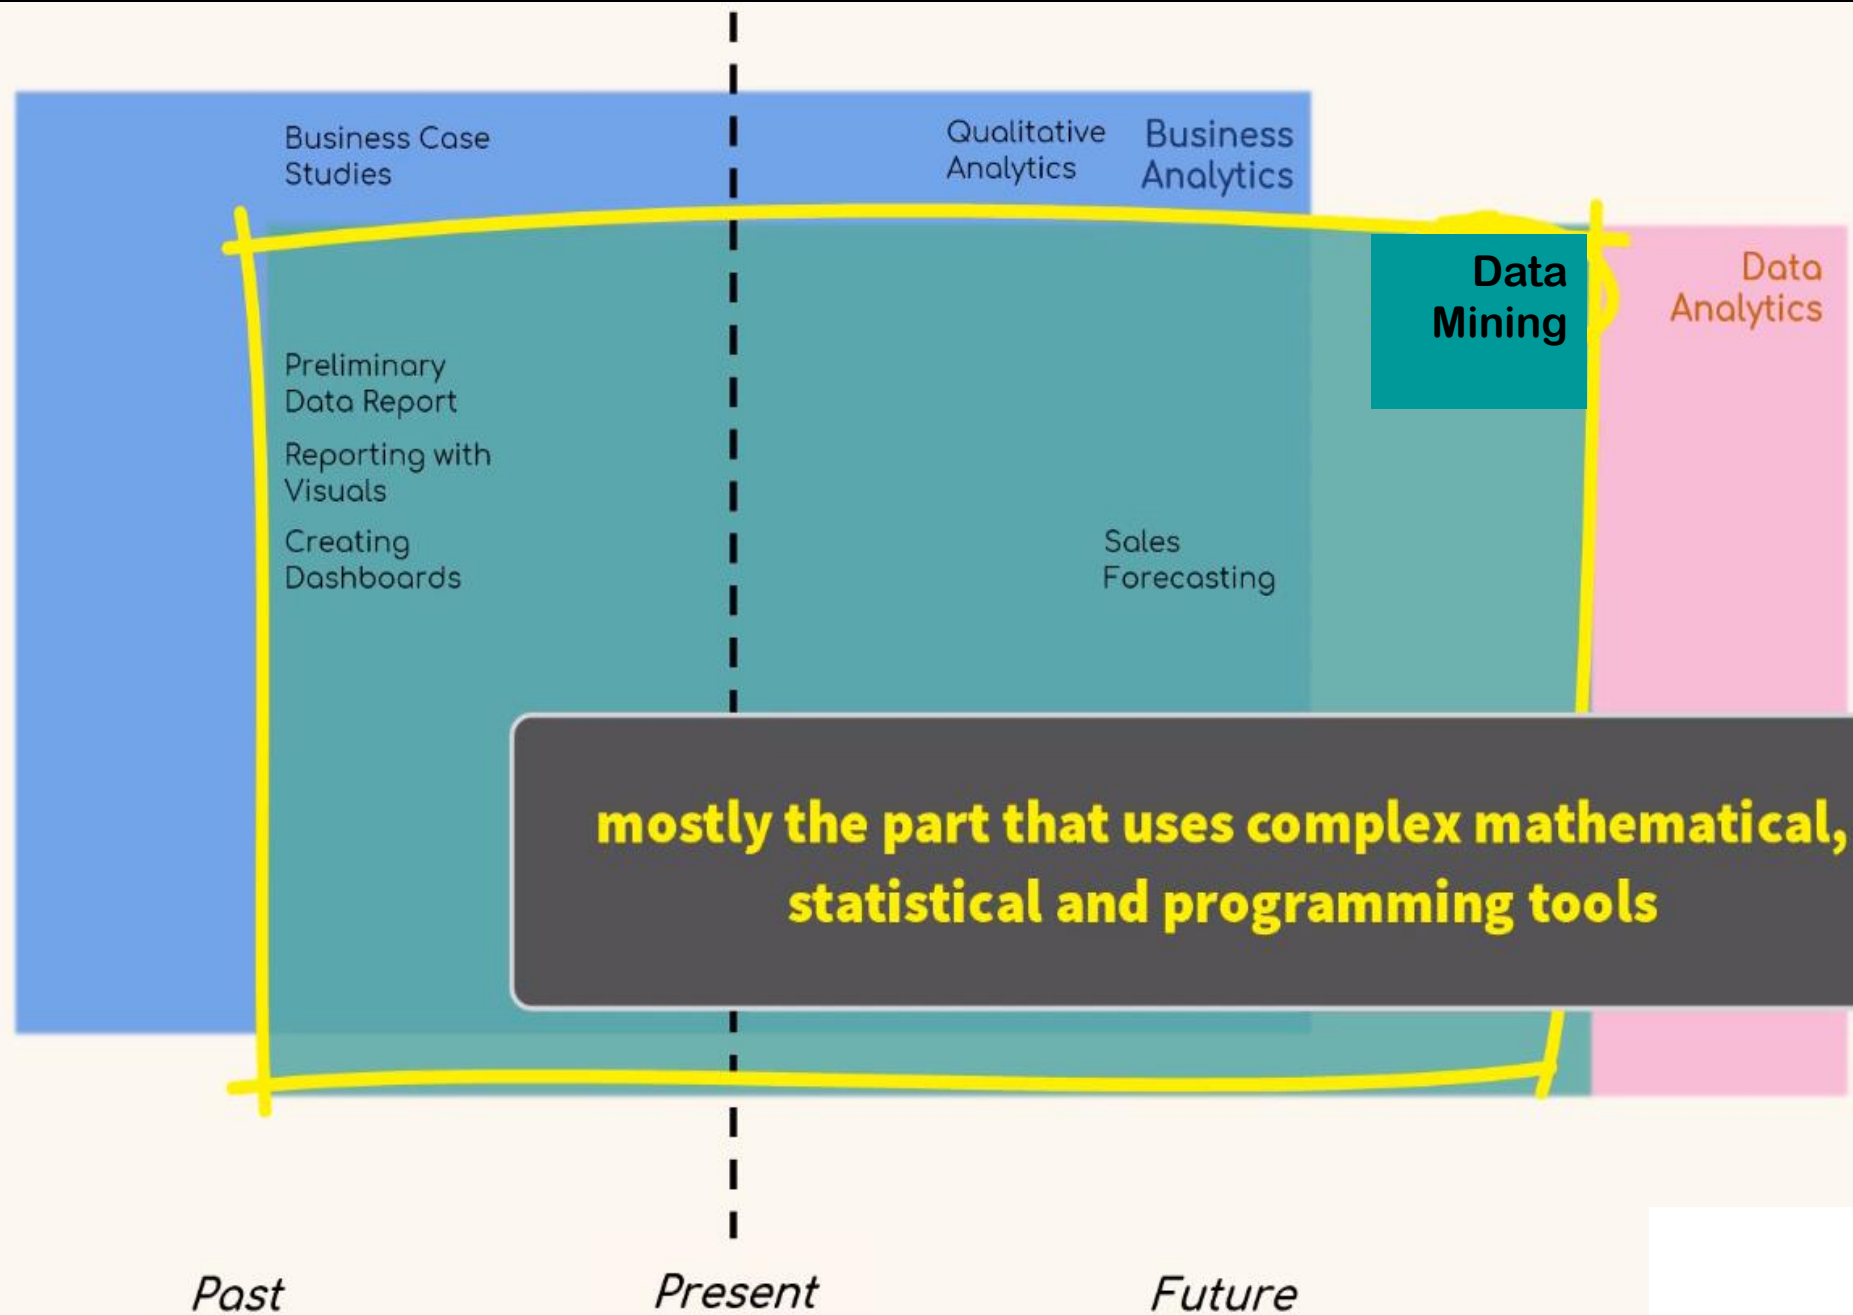 Business Case
Studies
Qualitative
Analytics
Business
Analytics
Data
Mining
Data
Analytics
Preliminary
Data Report
Reporting with
Visuals
Creating
Dashboards
Sales
Forecasting
mostly the part that uses complex mathematical,
statistical and programming tools
Past
Present
Future